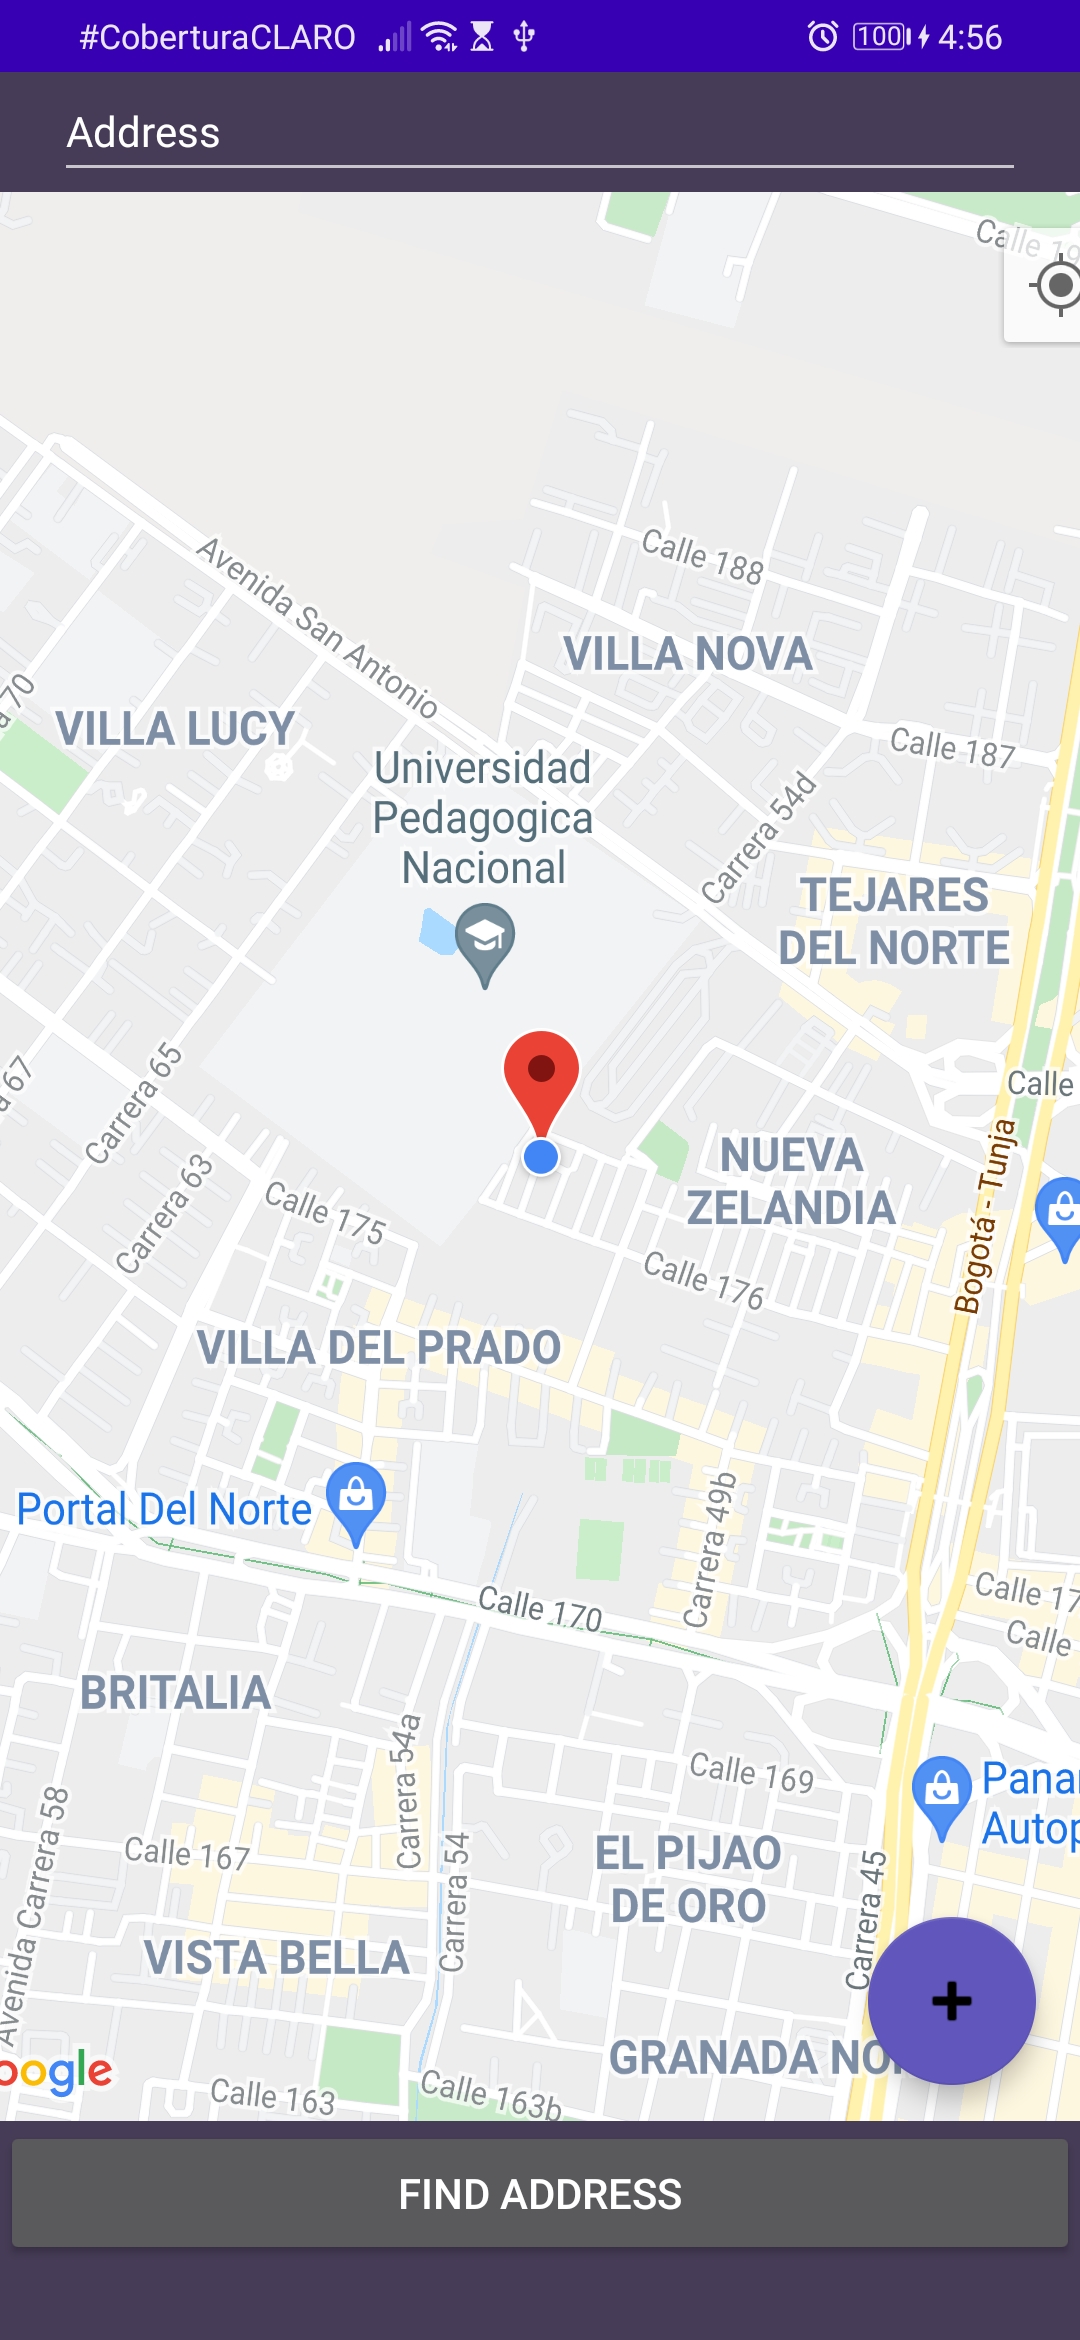 #CoberturaCLARO
100 4:56
Address
Calle 19
Calle 188
Avenida San Antonio
VILLA NOVA
a 70
VILLA LUCY
Calle 187
Universidad
Pedagogica
Nacional
Carrera 54d
TEJARES
DEL NORTE
a 67
Carrera 65
Calle
Carrera 63
NUEVA
ZELANDIA
Bogotá - Tunja
Calle 175
Calle 176
VILLA DEL PRADO
Portal Del Norte
Carrera 49b
Calle 170
Calle 17
Calle
BRITALIA
Carrera 54a
Calle 169
Pana
Autop
Avenida Carrera 58
Calle 167
Carrera 54
EL PIJAO
DE ORO
Carrera 45
VISTA BELLA
GRANADA NO
oogle
Calle 163
Calle 163b
FIND ADDRESS